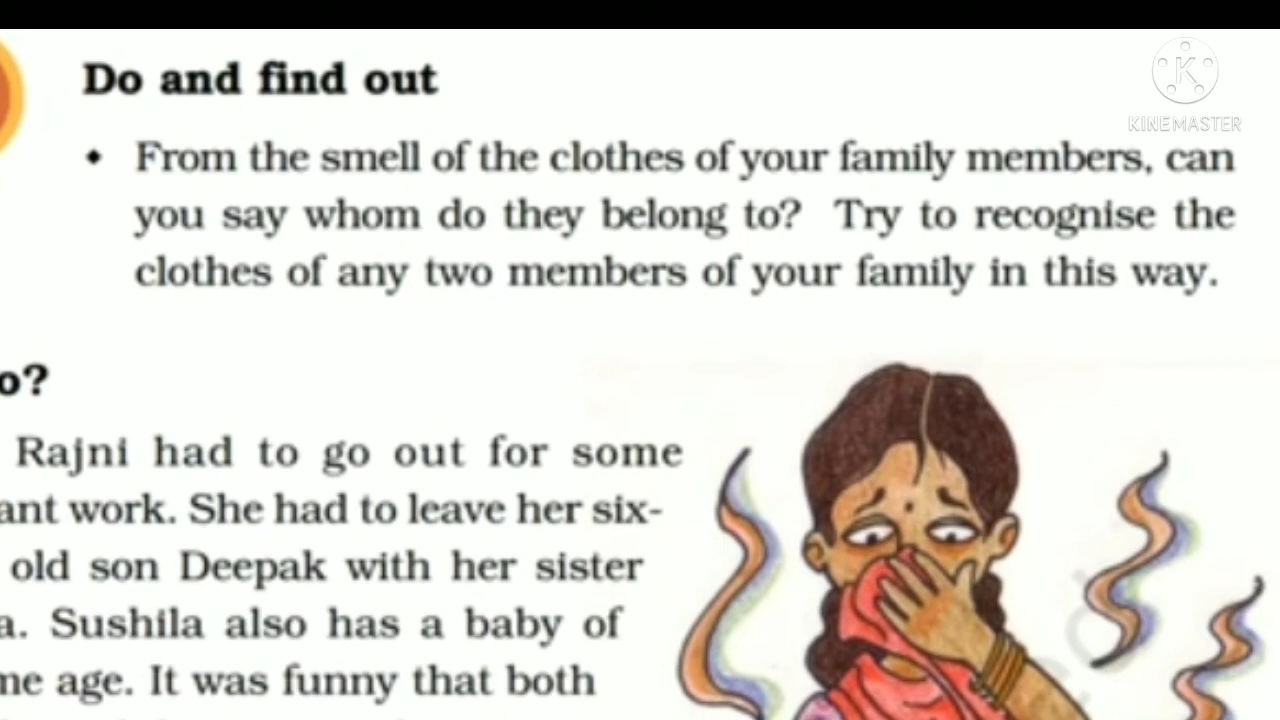 Do and find out
KINEMASTER
• From the smell of the clothes of your family members, can
you say whom do they belong to? Try to recognise the
clothes of any two members of your family in this way.
o?
Rajni had to go out for some
ant work. She had to leave her six-
old son Deepak with her sister
a. Sushila also has a baby of
me age. It was funny that both